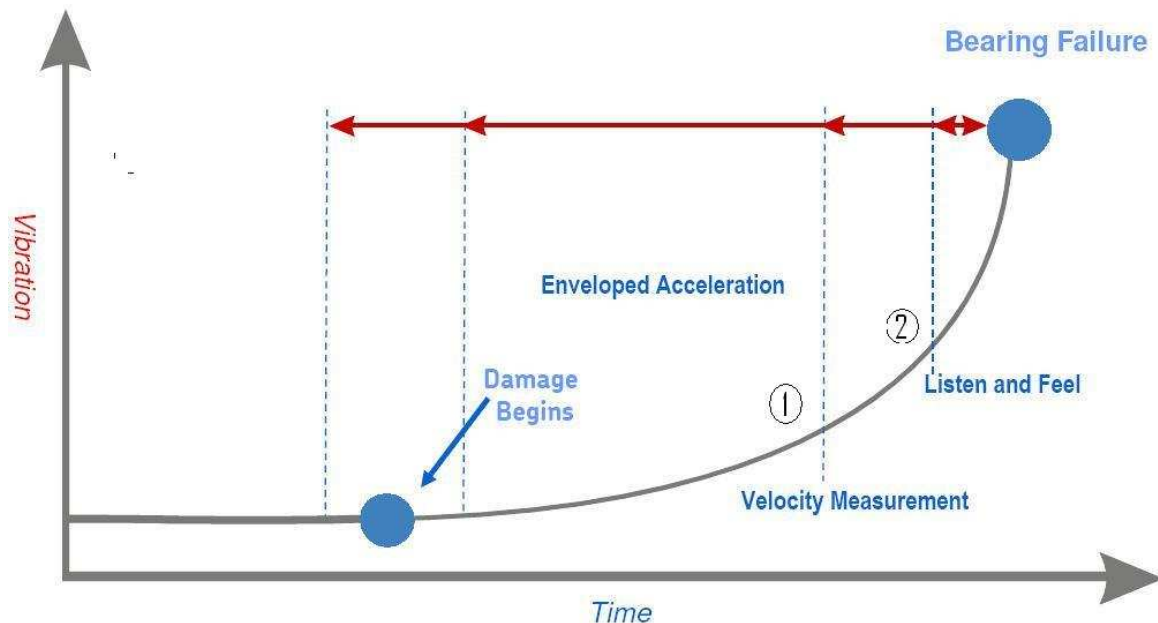 Bearing Failure
Vibration
Enveloped Acceleration
②
Damage
Begins
①
Listen and Feel
Velocity Measurement
Time